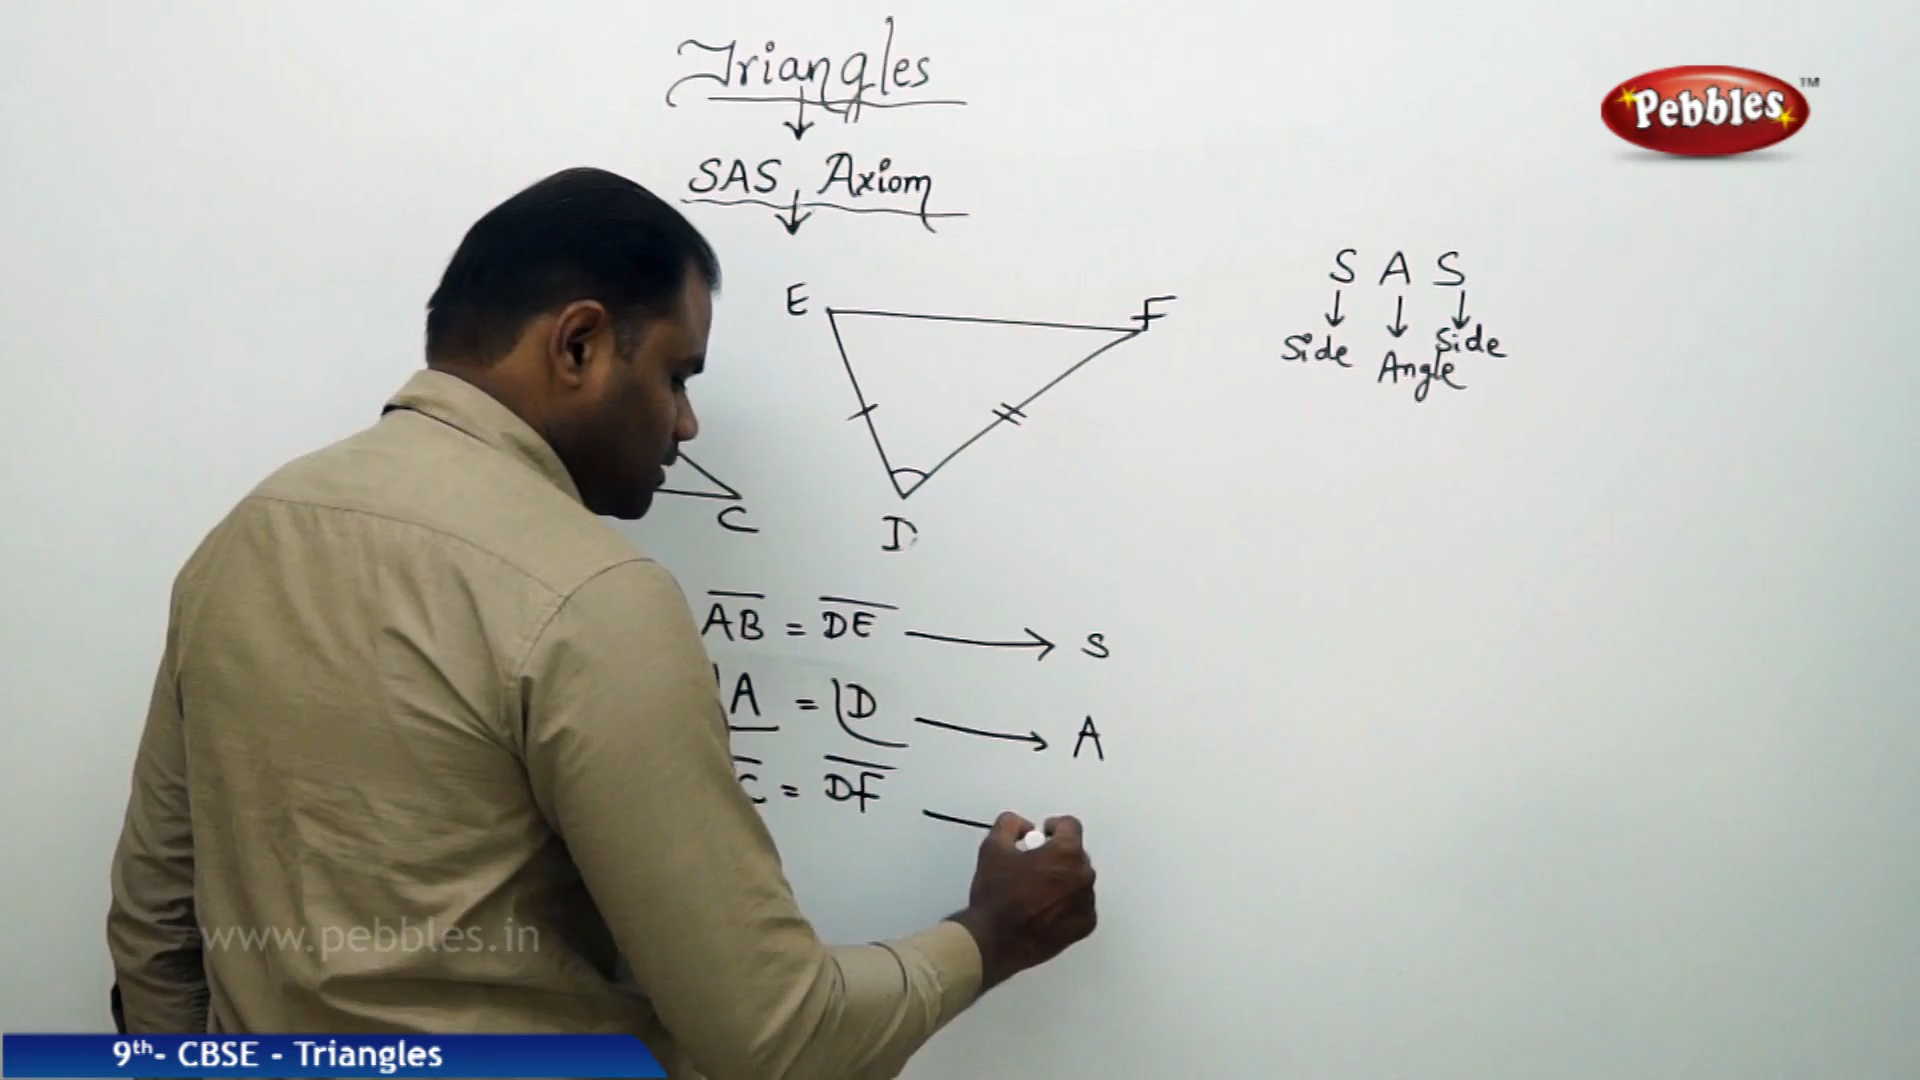 Triangles
Pebbles™
SAS Axiom
S A S
Side Angle Side
E F
C D
AB = DE S
A = D A
C = DF
www.pebbles.in
9th- CBSE - Triangles